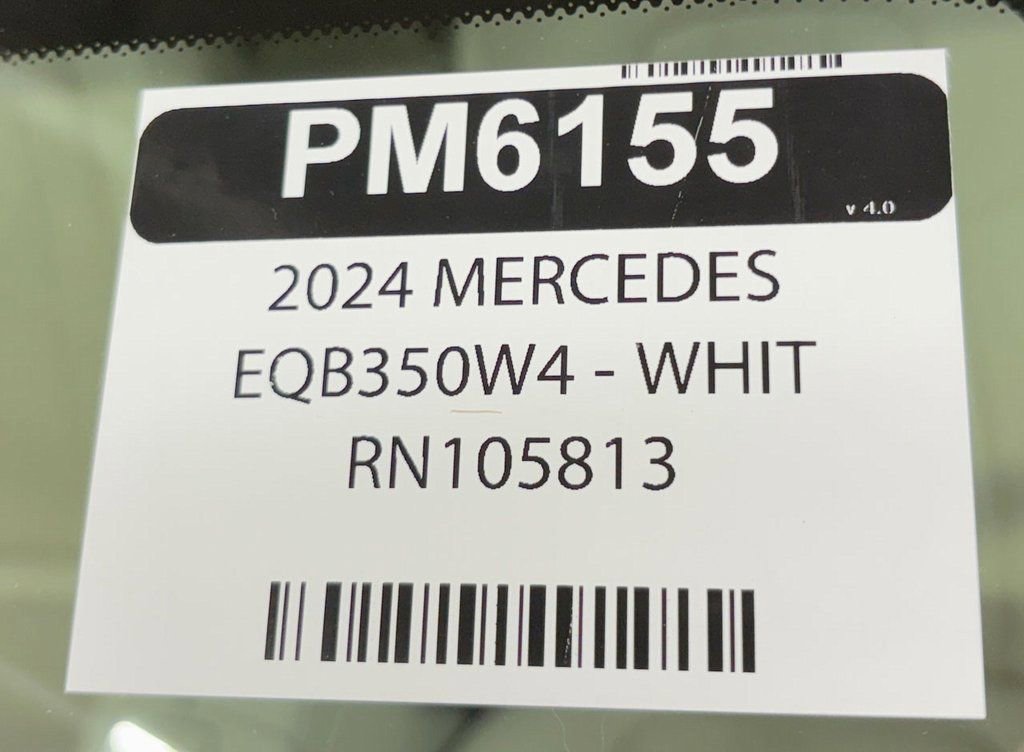 PM6155
v 4.0
2024 MERCEDES
EQB350W4 - WHIT
RN105813